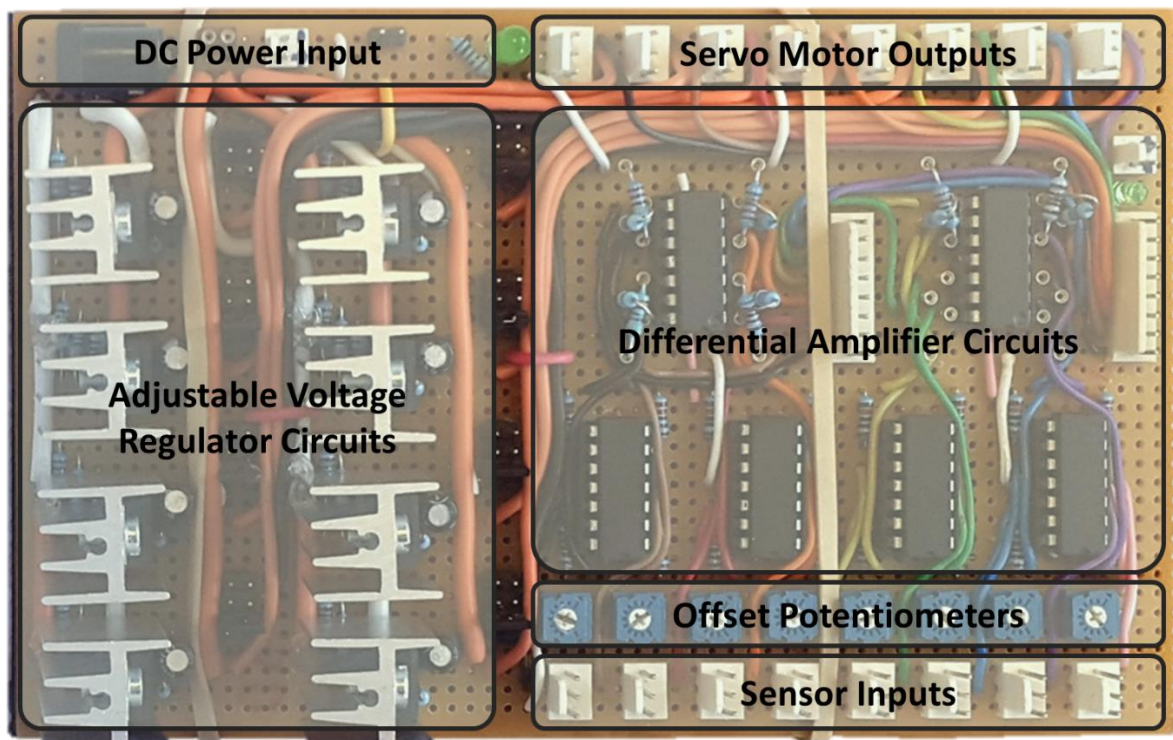 DC Power Input
Servo Motor Outputs
Adjustable Voltage
Regulator Circuits
Differential Amplifier Circuits
Offset Potentiometers
Sensor Inputs